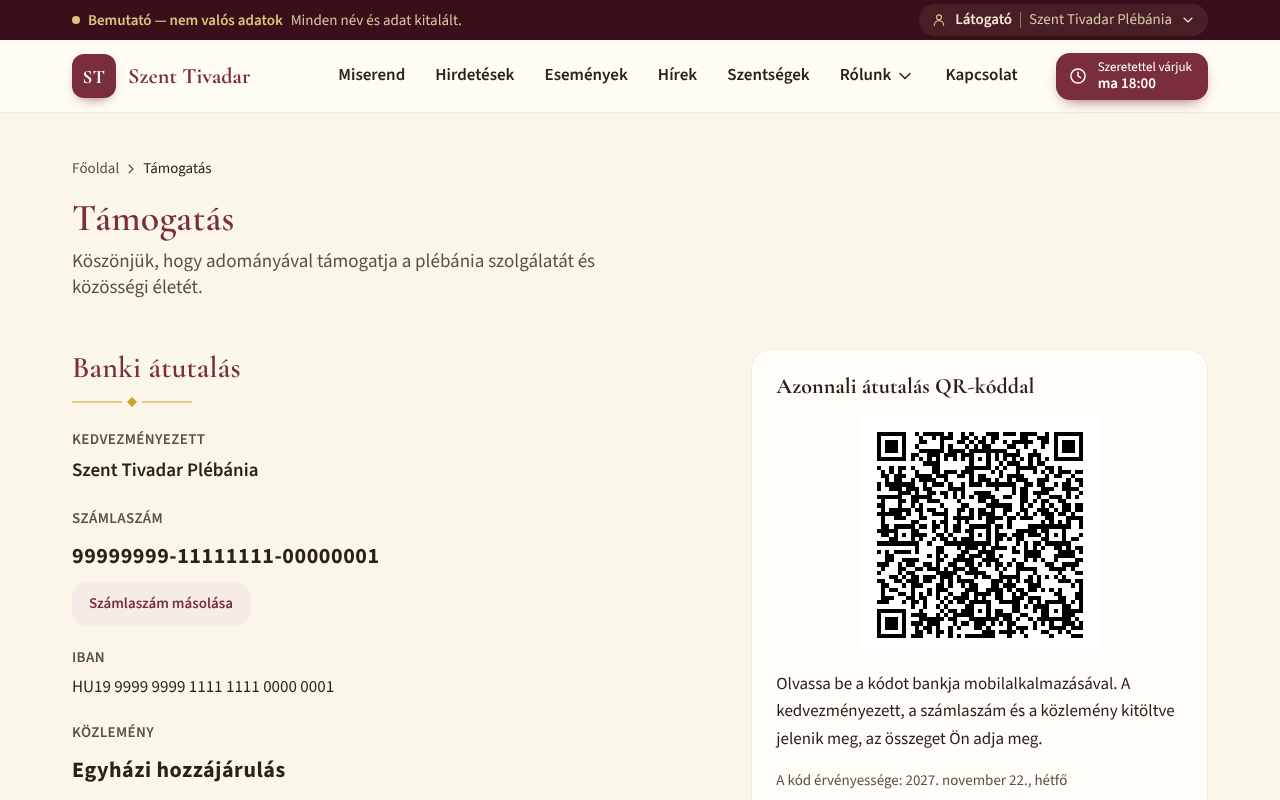 Bemutató — nem valós adatok Minden név és adat kitalált.
Látogató Szent Tivadar Plébánia
ST Szent Tivadar
Miserend Hirdetések Események Hírek Szentségek Rólunk Kapcsolat
Szeretettel várjuk
ma 18:00
Főoldal Támogatás
Támogatás
Köszönjük, hogy adományával támogatja a plébánia szolgálatát és
közösségi életét.
Banki átutalás
KEDVEZMÉNYEZETT
Szent Tivadar Plébánia
SZÁMLASZÁM
99999999-11111111-00000001
Számlaszám másolása
IBAN
HU19 9999 9999 1111 1111 0000 0001
KÖZLEMÉNY
Egyházi hozzájárulás
Azonnali átutalás QR-kóddal
Olvassa be a kódot bankja mobilalkalmazásával. A
kedvezményezett, a számlaszám és a közlemény kitöltve
jelenik meg, az összeget Ön adja meg.
A kód érvényessége: 2027. november 22., hétfő